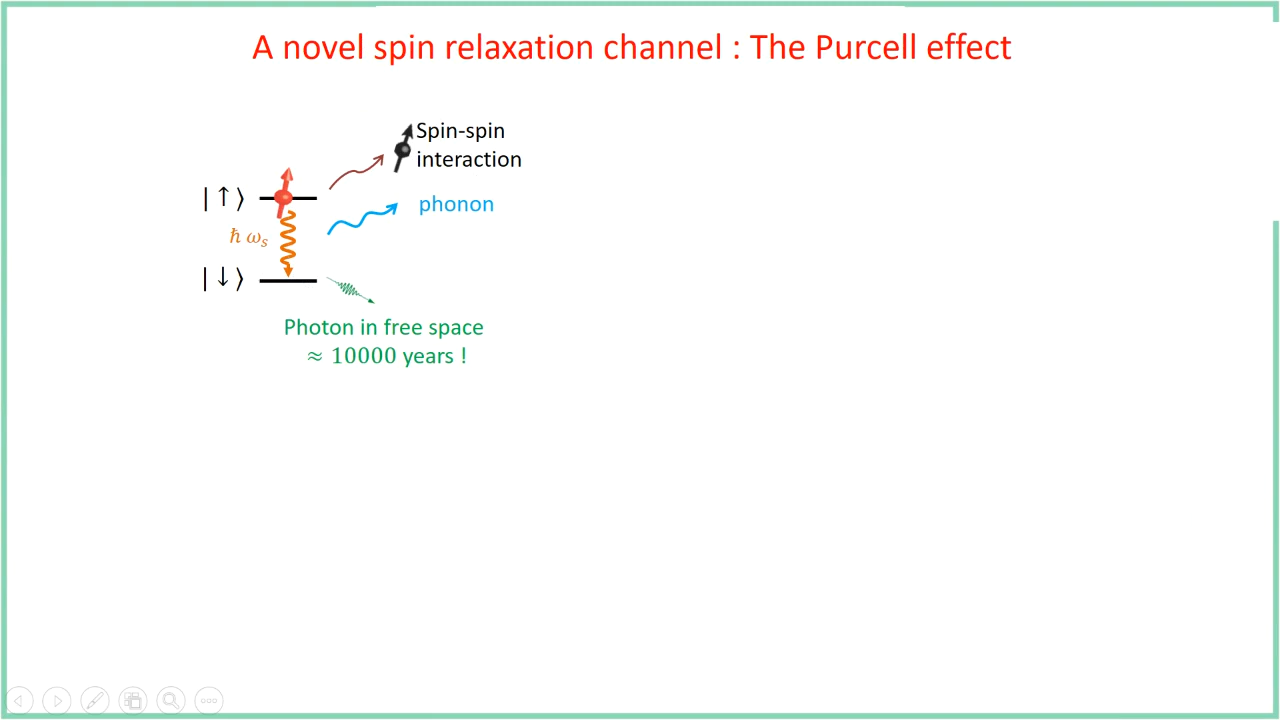 A novel spin relaxation channel : The Purcell effect
Spin-spin
interaction
|↑⟩
phonon
ℏ ωₛ
|↓⟩
Photon in free space
≈ 10000 years !